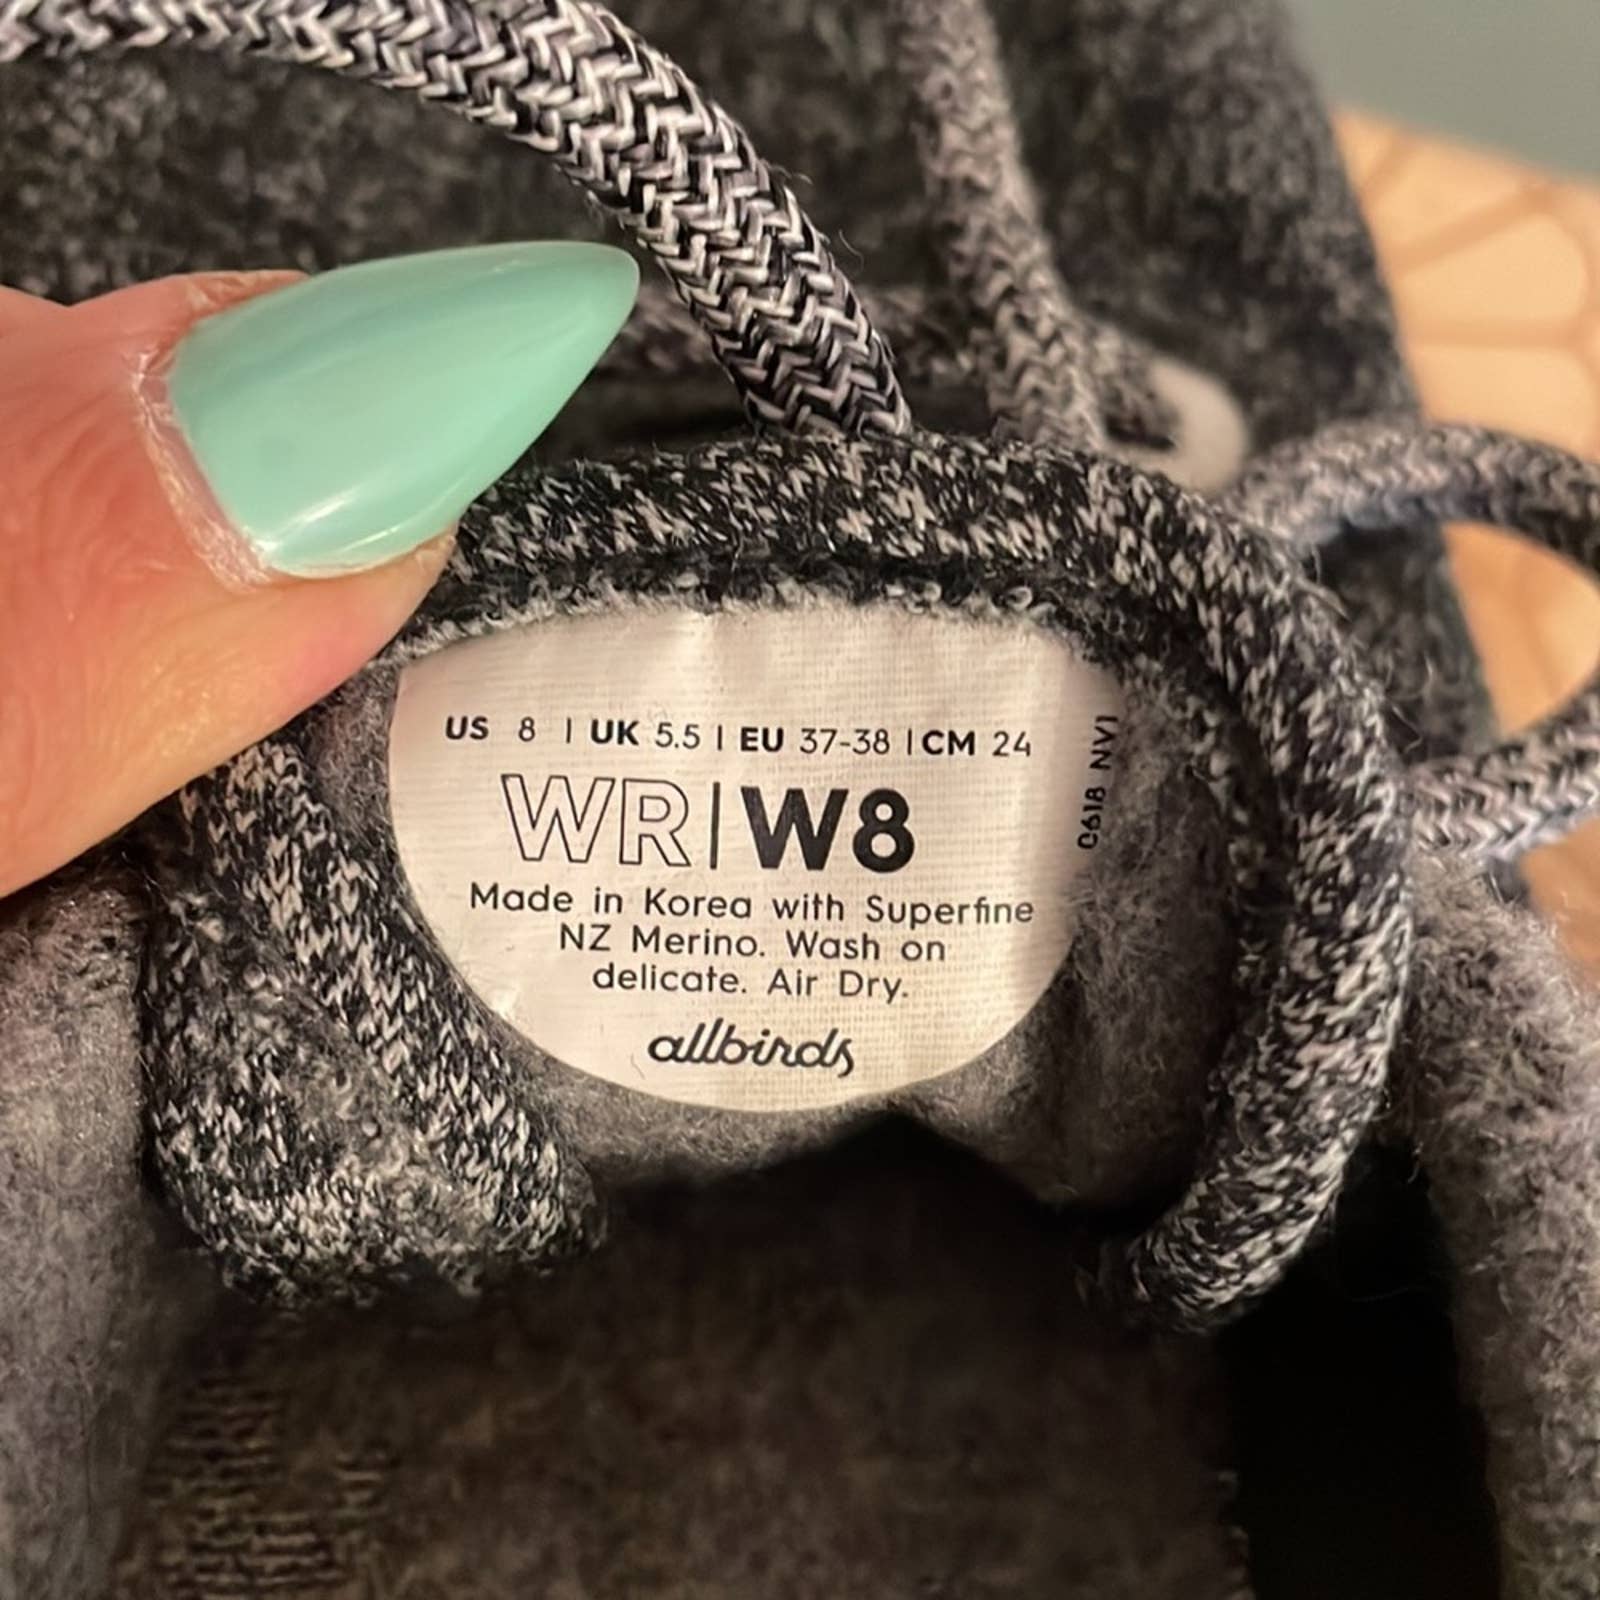 US 8 | UK 5.5 | EU 37-38 | CM 24
WR | W8
Made in Korea with Superfine
NZ Merino. Wash on
delicate. Air Dry.
allbirds
0618 NV1